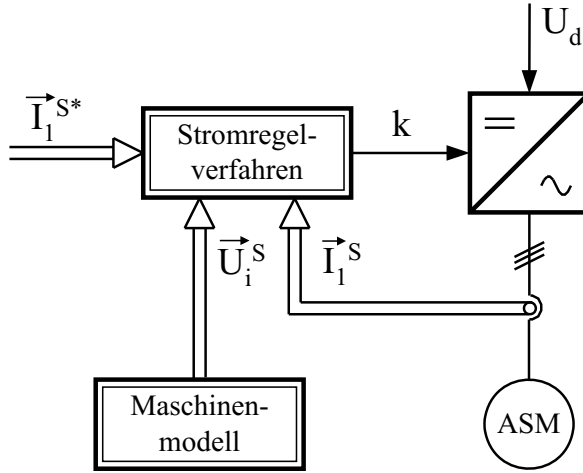 U_d
I_1^S*
Stromregel-
verfahren
k
U_i^S
I_1^S
Maschinen-
modell
ASM